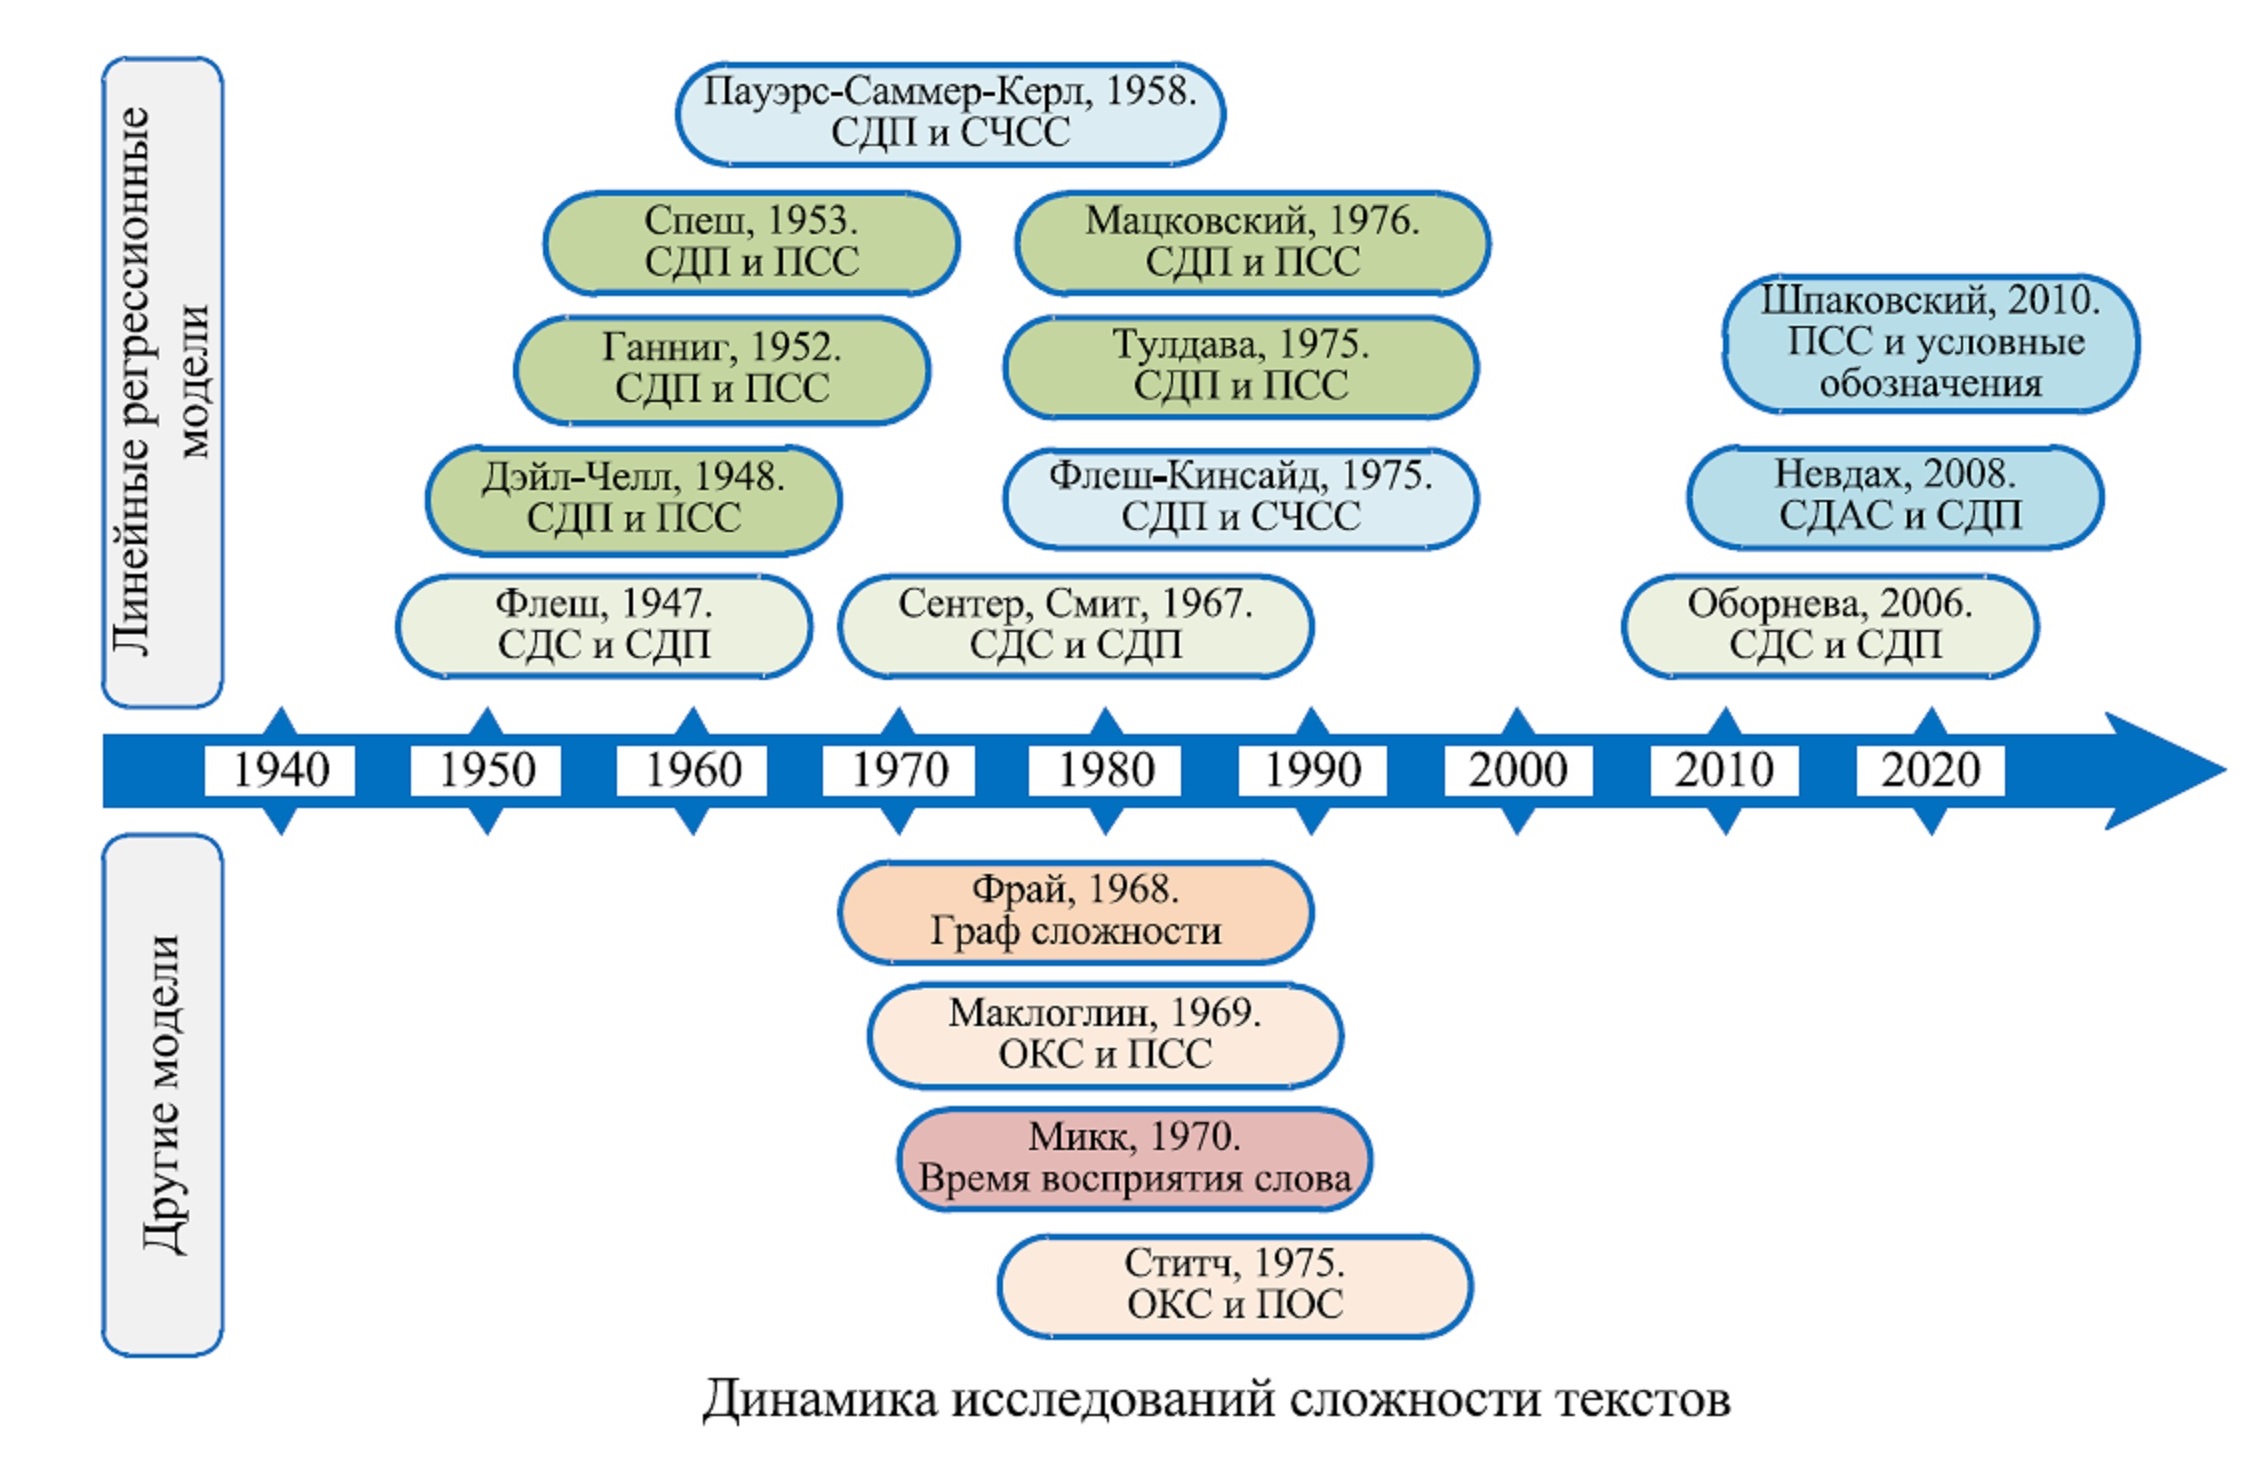 Линейные регрессионные
модели
Пауэрс-Саммер-Керл, 1958.
СДП и СЧСС
Спеш, 1953.
СДП и ПСС
Мацковский, 1976.
СДП и ПСС
Ганниг, 1952.
СДП и ПСС
Тулдава, 1975.
СДП и ПСС
Шпаковский, 2010.
ПСС и условные
обозначения
Дэйл-Челл, 1948.
СДП и ПСС
Флеш-Кинсайд, 1975.
СДП и СЧСС
Невдах, 2008.
СДАС и СДП
Флеш, 1947.
СДС и СДП
Сентер, Смит, 1967.
СДС и СДП
Оборнева, 2006.
СДС и СДП
1940 1950 1960 1970 1980 1990 2000 2010 2020
Другие модели
Фрай, 1968.
Граф сложности
Маклоглин, 1969.
ОКС и ПСС
Микк, 1970.
Время восприятия слова
Ститч, 1975.
ОКС и ПОС
Динамика исследований сложности текстов